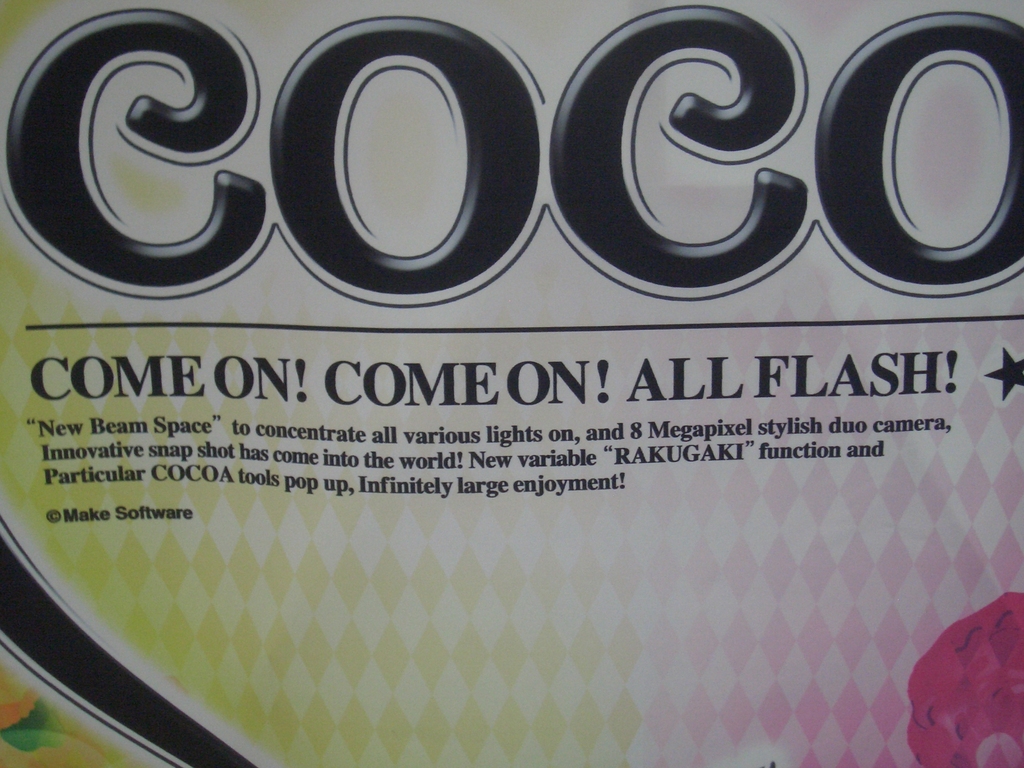 COCO
COME ON! COME ON! ALL FLASH! ★
“New Beam Space” to concentrate all various lights on, and 8 Megapixel stylish duo camera,
Innovative snap shot has come into the world! New variable “RAKUGAKI” function and
Particular COCOA tools pop up, Infinitely large enjoyment!
©Make Software